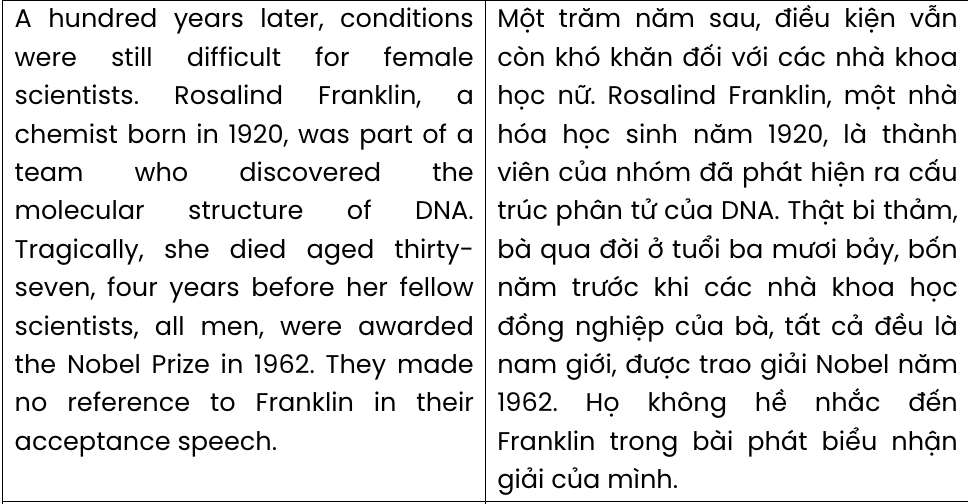 A hundred years later, conditions
were still difficult for female
scientists. Rosalind Franklin, a
chemist born in 1920, was part of a
team who discovered the
molecular structure of DNA.
Tragically, she died aged thirty-
seven, four years before her fellow
scientists, all men, were awarded
the Nobel Prize in 1962. They made
no reference to Franklin in their
acceptance speech.
Một trăm năm sau, điều kiện vẫn
còn khó khăn đối với các nhà khoa
học nữ. Rosalind Franklin, một nhà
hóa học sinh năm 1920, là thành
viên của nhóm đã phát hiện ra cấu
trúc phân tử của DNA. Thật bi thảm,
bà qua đời ở tuổi ba mươi bảy, bốn
năm trước khi các nhà khoa học
đồng nghiệp của bà, tất cả đều là
nam giới, được trao giải Nobel năm
1962. Họ không hề nhắc đến
Franklin trong bài phát biểu nhận
giải của mình.